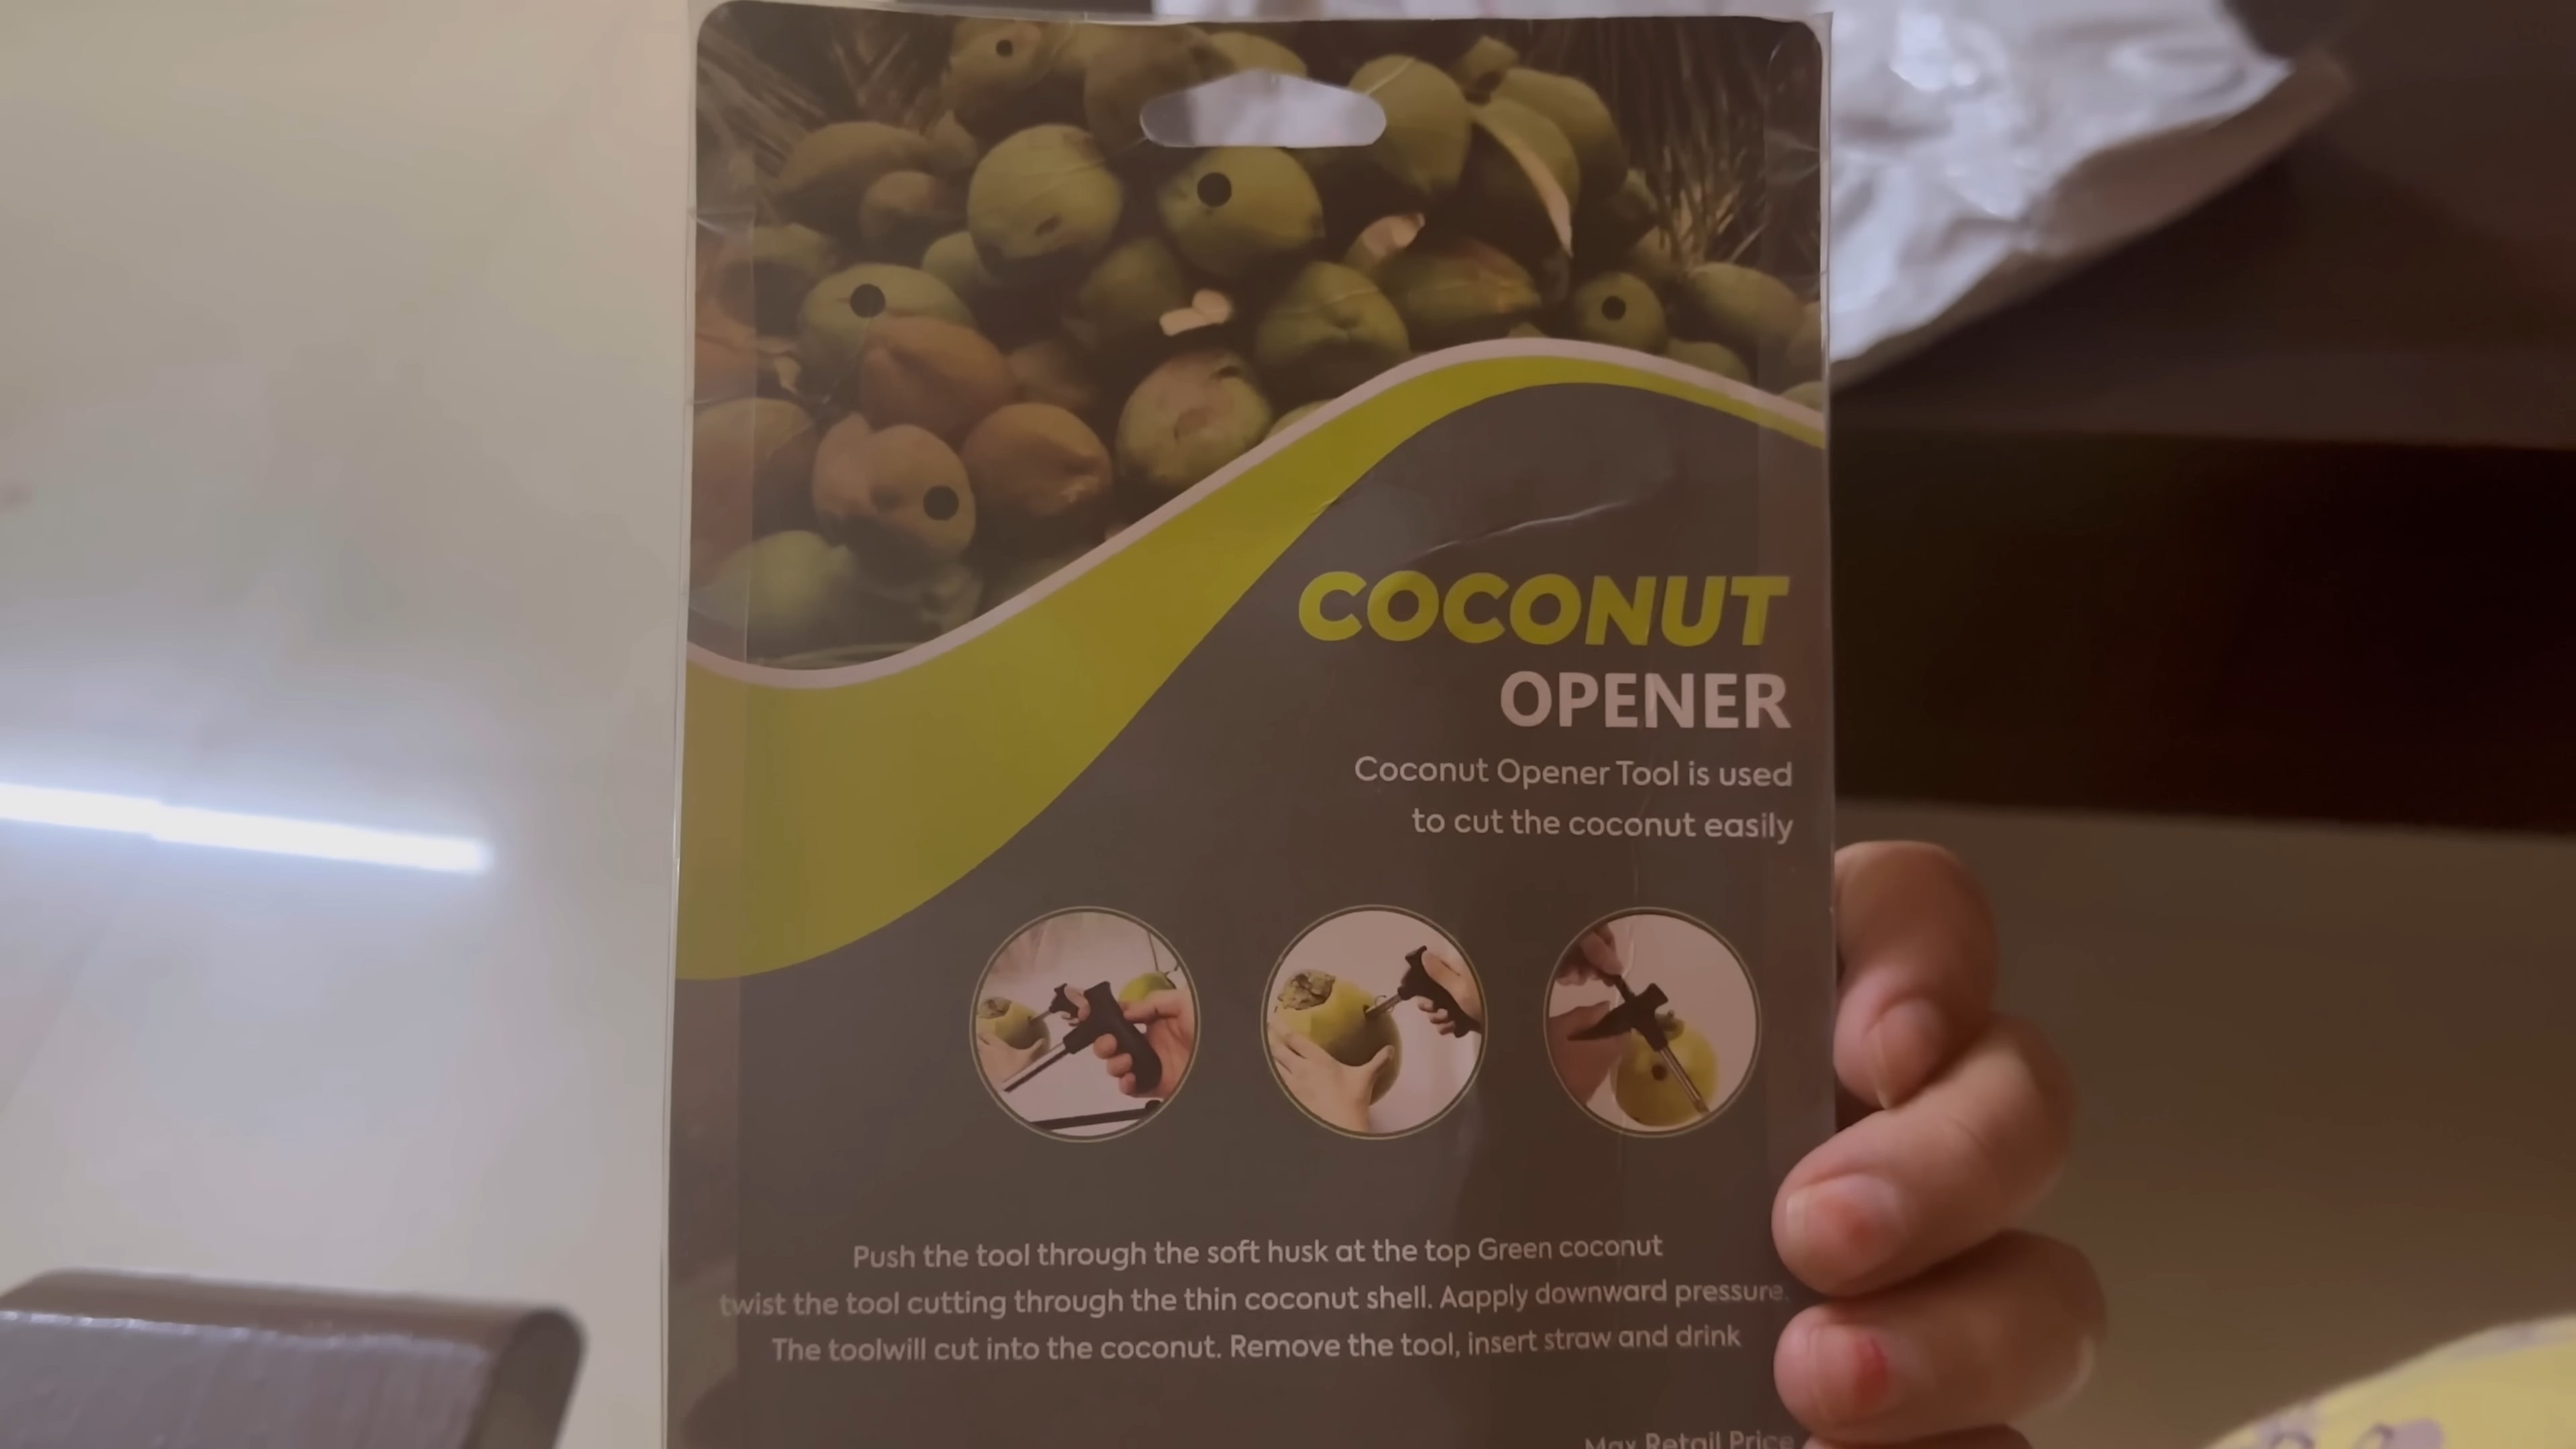 COCONUT
OPENER
Coconut Opener Tool is used
to cut the coconut easily
Push the tool through the soft husk at the top Green coconut
twist the tool cutting through the thin coconut shell. Aapply downward pressure.
The toolwill cut into the coconut. Remove the tool, insert straw and drink
Max Retail Price